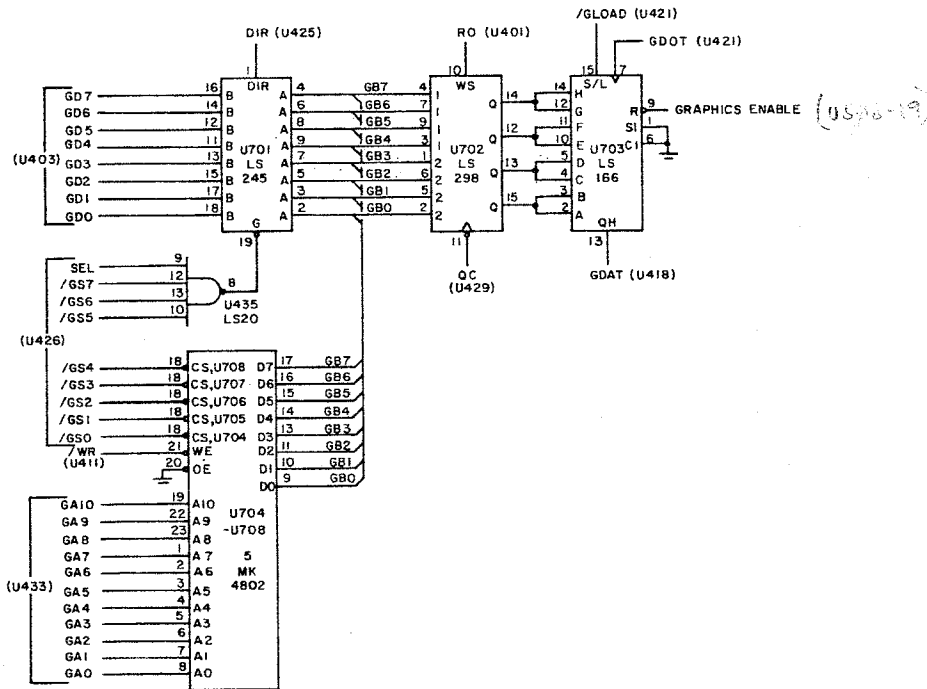 /GLOAD (U421)
DIR (U425)
RO (U401)
GDOT (U421)
1
10
15
7
DIR
WS
S/L
GD7 16 B A 4 GB7 4 1
GD6 14 B A 6 GB6 7 1
GD5 12 B A 8 GB5 9 1
GD4 11 B A 9 GB4 3 1
GD3 13 B A 7 GB3 1 2
GD2 15 B A 5 GB2 6 2
GD1 17 B A 3 GB1 5 2
GD0 18 B A 2 GB0 2 2
(U403)
U701
LS
245
G
19
U702
LS
298
Q 14
Q 12
Q 13
Q 15
11
QC
(U429)
14 H
12 G
11 F
10 E
5 D
4 C
3 B
2 A
U703
LS
166
R 9 GRAPHICS ENABLE
S1 1
C1 6
QH
13
GDAT (U418)
SEL 9
/GS7 12
/GS6 13
/GS5 10
8
U435
LS20
(U426)
/GS4 18 CS,U708 D7 17 GB7
/GS3 18 CS,U707 D6 16 GB6
/GS2 18 CS,U706 D5 15 GB5
/GS1 18 CS,U705 D4 14 GB4
/GS0 18 CS,U704 D3 13 GB3
/WR 21 WE D2 11 GB2
(U411)
20 OE D1 10 GB1
D0 9 GB0
GA10 19 A10
GA9 22 A9
GA8 23 A8
GA7 1 A7
GA6 2 A6
GA5 3 A5
GA4 4 A4
GA3 5 A3
GA2 6 A2
GA1 7 A1
GA0 8 A0
(U433)
U704
-U708
5
MK
4802